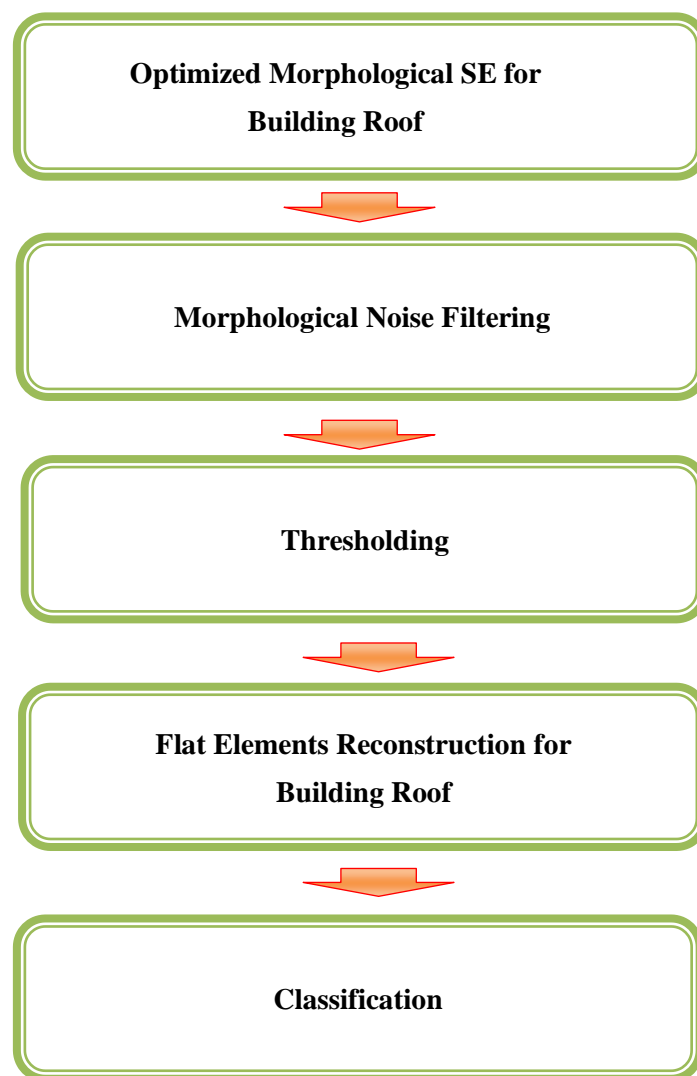 Optimized Morphological SE for
Building Roof
Morphological Noise Filtering
Thresholding
Flat Elements Reconstruction for
Building Roof
Classification